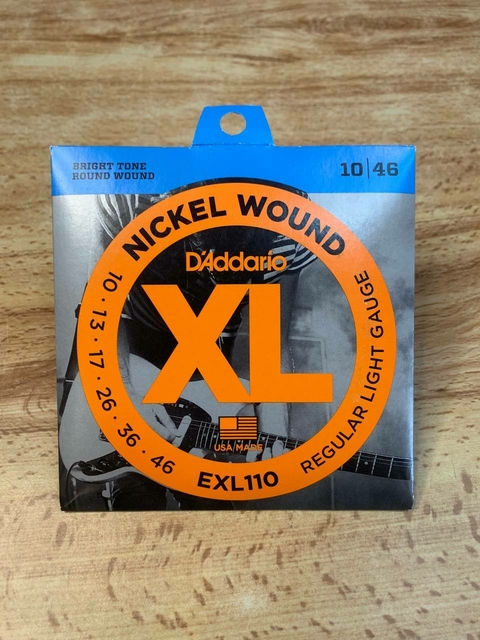 BRIGHT TONE
ROUND WOUND
10|46
NICKEL WOUND
D'Addario
XL
10 · 13 · 17 · 26 · 36 · 46
REGULAR LIGHT GAUGE
USA MADE
EXL110